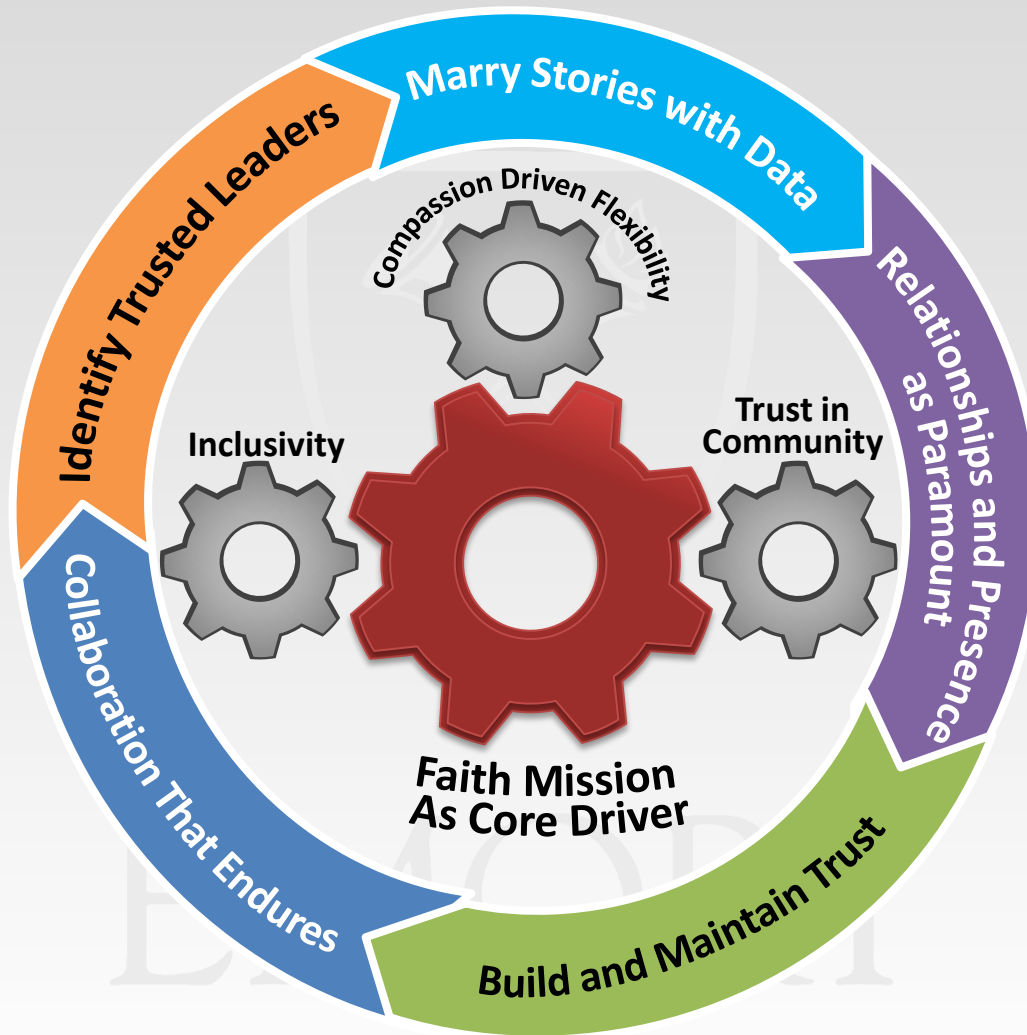 Marry Stories with Data
Relationships and Presence
as Paramount
Build and Maintain Trust
Collaboration That Endures
Identify Trusted Leaders
Compassion Driven Flexibility
Inclusivity
Trust in
Community
Faith Mission
As Core Driver
EMORY